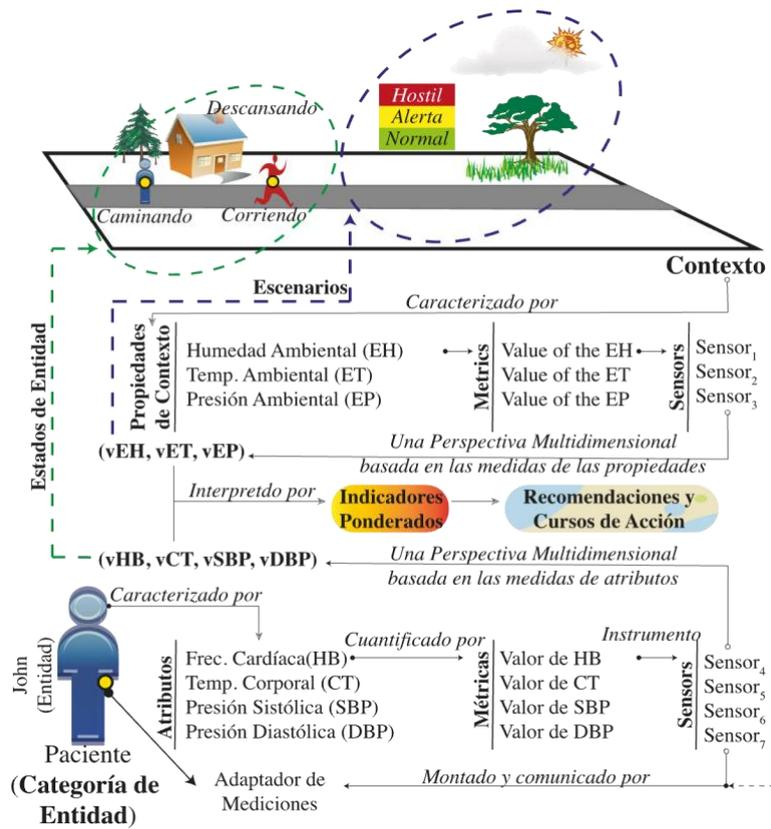 Descansando
Hostil
Alerta
Normal
Caminando
Corriendo
Contexto
Escenarios
Caracterizado por
Estados de Entidad
Propiedades
de Contexto
Humedad Ambiental (EH)
Temp. Ambiental (ET)
Presión Ambiental (EP)
Metrics
Value of the EH
Value of the ET
Value of the EP
Sensors
Sensor1
Sensor2
Sensor3
(vEH, vET, vEP)
Una Perspectiva Multidimensional
basada en las medidas de las propiedades
Interpretdo por
Indicadores
Ponderados
Recomendaciones y
Cursos de Acción
(vHB, vCT, vSBP, vDBP)
Una Perspectiva Multidimensional
basada en las medidas de atributos
Caracterizado por
John
(Entidad)
Atributos
Frec. Cardíaca(HB)
Temp. Corporal (CT)
Presión Sistólica (SBP)
Presión Diastólica (DBP)
Cuantificado por
Métricas
Valor de HB
Valor de CT
Valor de SBP
Valor de DBP
Instrumento
Sensors
Sensor4
Sensor5
Sensor6
Sensor7
Paciente
(Categoría de
Entidad)
Adaptador de
Mediciones
Montado y comunicado por